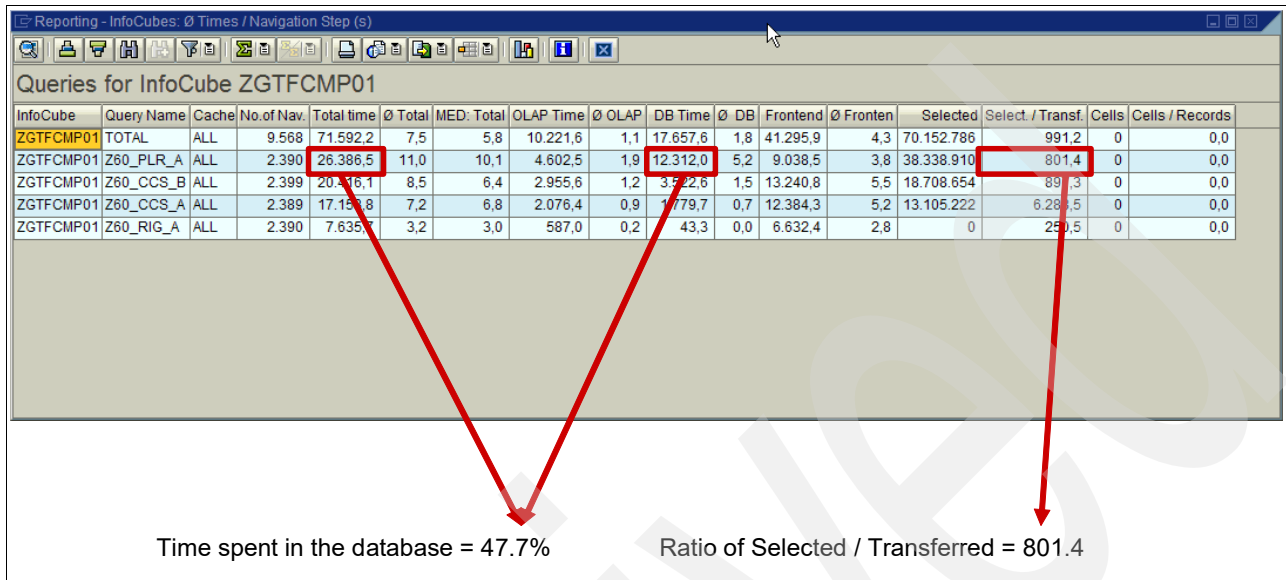 Reporting - InfoCubes: Ø Times / Navigation Step (s)
Queries for InfoCube ZGTFCMP01
InfoCube Query Name Cache No.of Nav. Total time Ø Total MED: Total OLAP Time Ø OLAP DB Time Ø DB Frontend Ø Fronten Selected Select. / Transf. Cells Cells / Records
ZGTFCMP01 TOTAL ALL 9.568 71.592,2 7,5 5,8 10.221,6 1,1 17.657,6 1,8 41.295,9 4,3 70.152.786 991,2 0 0,0
ZGTFCMP01 Z60_PLR_A ALL 2.390 26.386,5 11,0 10,1 4.602,5 1,9 12.312,0 5,2 9.038,5 3,8 38.338.910 801,4 0 0,0
ZGTFCMP01 Z60_CCS_B ALL 2.399 20.416,1 8,5 6,4 2.955,6 1,2 3.522,6 1,5 13.240,8 5,5 18.708.654 0 0,0
ZGTFCMP01 Z60_CCS_A ALL 2.389 7,2 6,8 2.076,4 0,9 1.779,7 0,7 12.384,3 5,2 13.105.222 0 0,0
ZGTFCMP01 Z60_RIG_A ALL 2.390 3,2 3,0 587,0 0,2 43,3 0,0 6.632,4 2,8 0 250,5 0 0,0
Time spent in the database = 47.7% Ratio of Selected / Transferred = 801.4